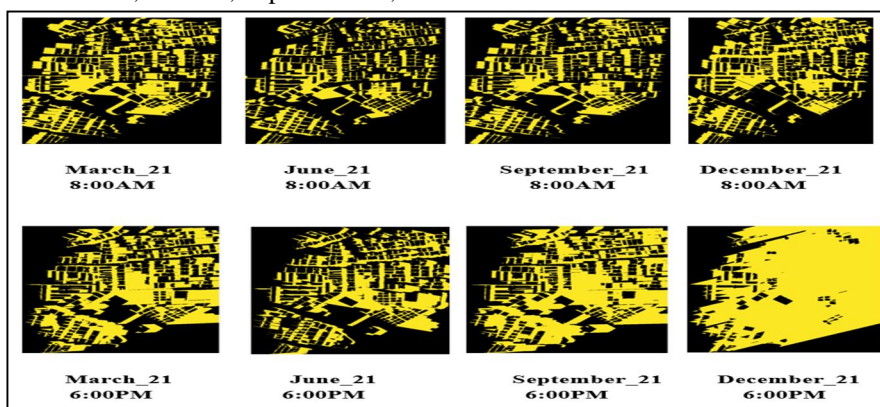 March_21 June_21 September_21 December_21
8:00AM 8:00AM 8:00AM 8:00AM
March_21 June_21 September_21 December_21
6:00PM 6:00PM 6:00PM 6:00PM